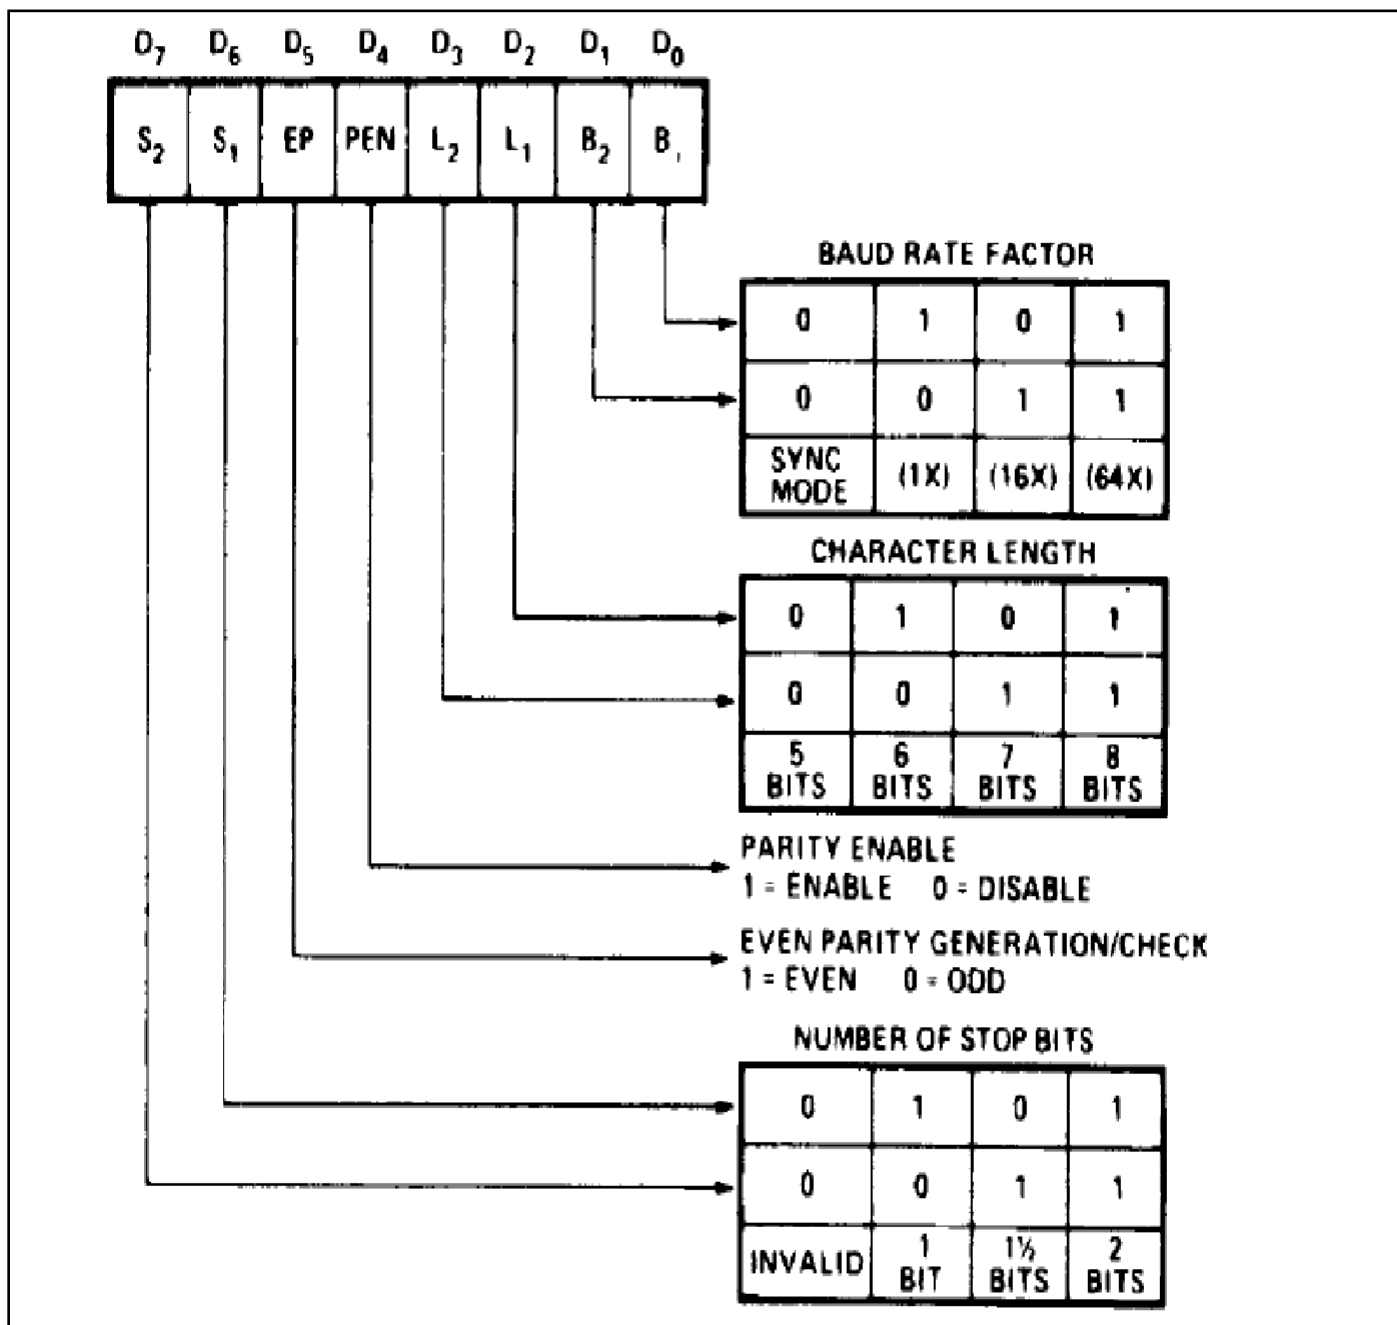 D7 D6 D5 D4 D3 D2 D1 D0
S2 S1 EP PEN L2 L1 B2 B1
BAUD RATE FACTOR
0 1 0 1
0 0 1 1
SYNC MODE (1X) (16X) (64X)
CHARACTER LENGTH
0 1 0 1
0 0 1 1
5 BITS 6 BITS 7 BITS 8 BITS
PARITY ENABLE
1 = ENABLE 0 = DISABLE
EVEN PARITY GENERATION/CHECK
1 = EVEN 0 = ODD
NUMBER OF STOP BITS
0 1 0 1
0 0 1 1
INVALID 1 BIT 1½ BITS 2 BITS